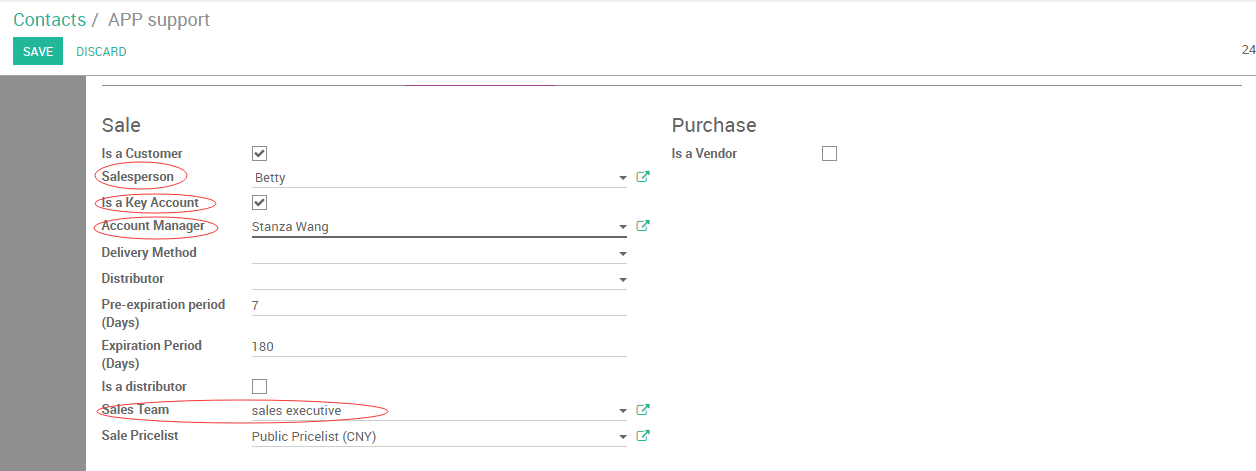 Contacts / APP support
SAVE DISCARD
24
Sale
Is a Customer
Salesperson Betty
Is a Key Account
Account Manager Stanza Wang
Delivery Method
Distributor
Pre-expiration period 7
(Days)
Expiration Period 180
(Days)
Is a distributor
Sales Team sales executive
Sale Pricelist Public Pricelist (CNY)
Purchase
Is a Vendor